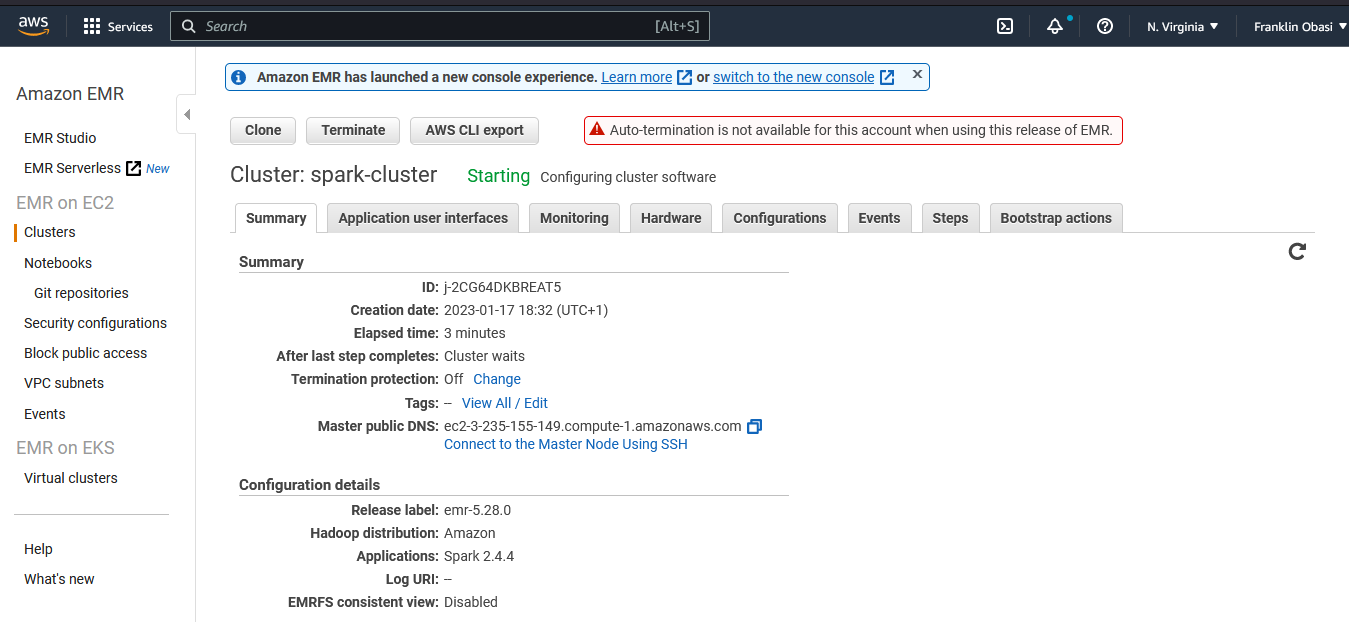 aws Services Search [Alt+S] N. Virginia Franklin Obasi
Amazon EMR
EMR Studio
EMR Serverless New
EMR on EC2
Clusters
Notebooks
Git repositories
Security configurations
Block public access
VPC subnets
Events
EMR on EKS
Virtual clusters
Help
What's new
Amazon EMR has launched a new console experience. Learn more or switch to the new console
Clone Terminate AWS CLI export Auto-termination is not available for this account when using this release of EMR.
Cluster: spark-cluster Starting Configuring cluster software
Summary Application user interfaces Monitoring Hardware Configurations Events Steps Bootstrap actions
Summary
ID: j-2CG64DKBREAT5
Creation date: 2023-01-17 18:32 (UTC+1)
Elapsed time: 3 minutes
After last step completes: Cluster waits
Termination protection: Off Change
Tags: -- View All / Edit
Master public DNS: ec2-3-235-155-149.compute-1.amazonaws.com
Connect to the Master Node Using SSH
Configuration details
Release label: emr-5.28.0
Hadoop distribution: Amazon
Applications: Spark 2.4.4
Log URI: --
EMRFS consistent view: Disabled